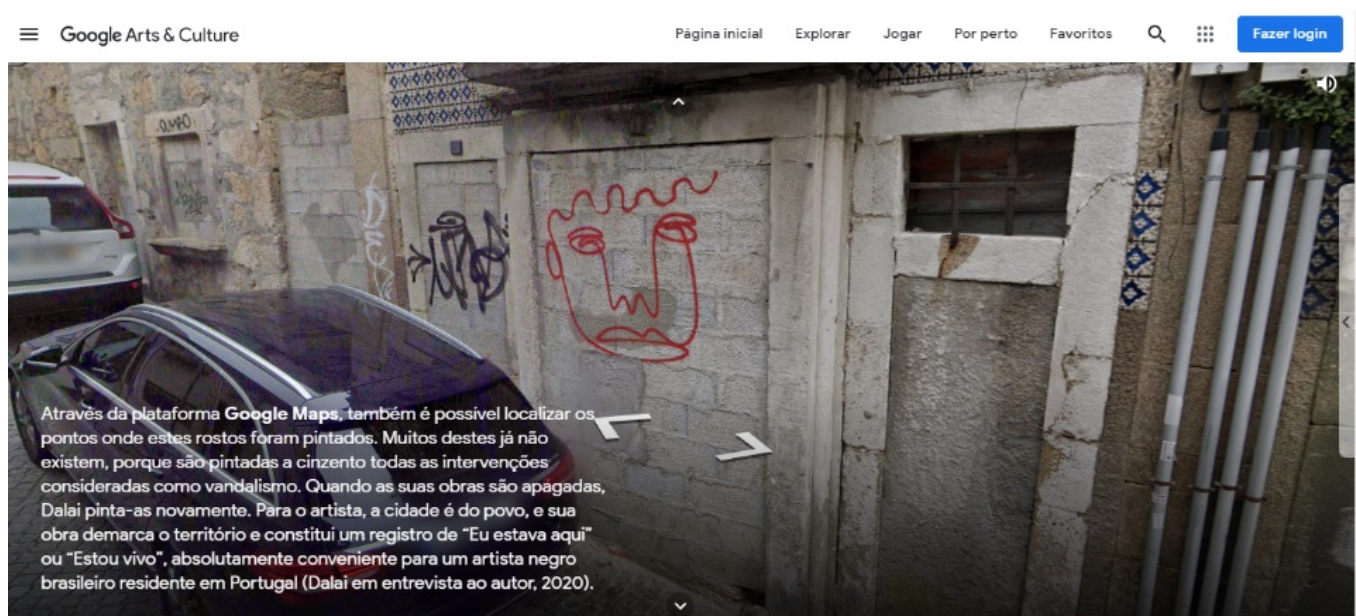 Google Arts & Culture
Página inicial Explorar Jogar Por perto Favoritos Fazer login
Através da plataforma Google Maps, também é possível localizar os
pontos onde estes rostos foram pintados. Muitos destes já não
existem, porque são pintadas a cinzento todas as intervenções
consideradas como vandalismo. Quando as suas obras são apagadas,
Dalai pinta-as novamente. Para o artista, a cidade é do povo, e sua
obra demarca o território e constitui um registro de “Eu estava aqui”
ou “Estou vivo”, absolutamente conveniente para um artista negro
brasileiro residente em Portugal (Dalai em entrevista ao autor, 2020).